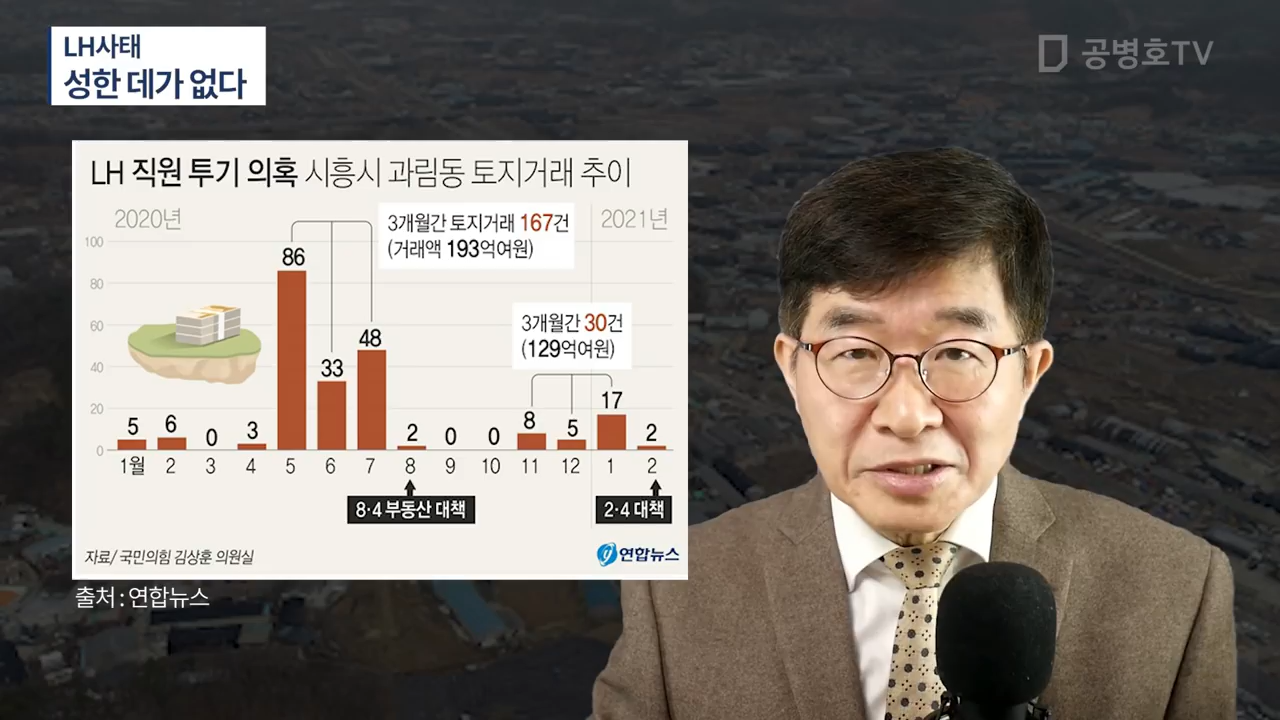 LH사태
성한 데가 없다
공병호TV
LH 직원 투기 의혹 시흥시 과림동 토지거래 추이
2020년
2021년
3개월간 토지거래 167건
(거래액 193억여원)
3개월간 30건
(129억여원)
100
80
60
40
20
0
5 6 0 3 86 33 48 2 0 0 8 5 17 2
1월 2 3 4 5 6 7 8 9 10 11 12 1 2
8·4 부동산 대책
2·4 대책
자료/ 국민의힘 김상훈 의원실
연합뉴스
출처 : 연합뉴스